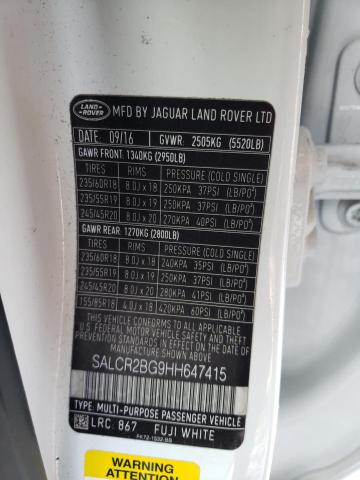 LAND ROVER
MFD BY JAGUAR LAND ROVER LTD
DATE: 09/16 GVWR: 2505KG (5520LB)
GAWR FRONT: 1340KG (2950LB)
TIRES RIMS PRESSURE (COLD SINGLE)
235/60R18 8.0J x 18 250KPA 37PSI (LB/PO²)
235/55R19 8.0J x 19 250KPA 37PSI (LB/PO²)
245/45R20 8.0J x 20 270KPA 40PSI (LB/PO²)
GAWR REAR: 1270KG (2800LB)
TIRES RIMS PRESSURE (COLD SINGLE)
235/60R18 8.0J x 18 240KPA 35PSI (LB/PO²)
235/55R19 8.0J x 19 250KPA 37PSI (LB/PO²)
245/45R20 8.0J x 20 280KPA 41PSI (LB/PO²)
155/85R18 4.0J x 18 420KPA 60PSI (LB/PO²)
THIS VEHICLE CONFORMS TO ALL APPLICABLE
FEDERAL MOTOR VEHICLE SAFETY, BUMPER, AND
THEFT PREVENTION STANDARDS IN EFFECT ON THE
DATE OF MANUFACTURE SHOWN ABOVE.
SALCR2BG9HH647415
TYPE: MULTI-PURPOSE PASSENGER VEHICLE
LRC: 867 FUJI WHITE
FK72-1532-BB
WARNING/AVERTISSEMENT